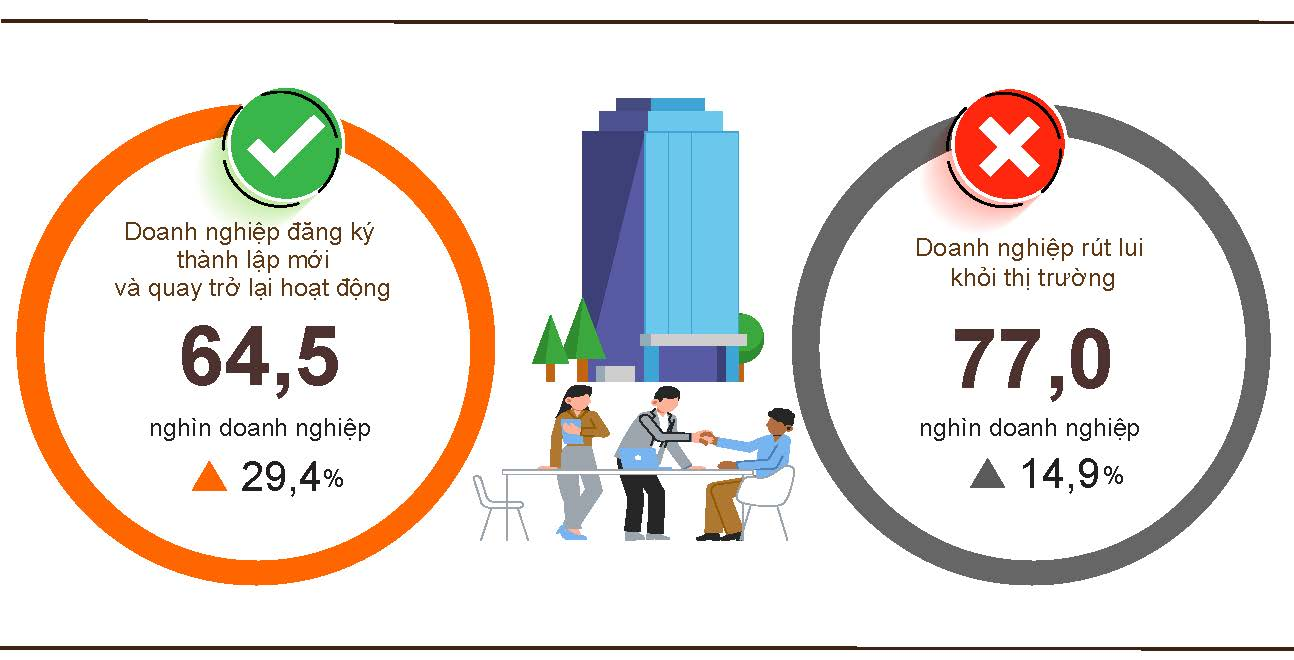 Doanh nghiệp đăng ký
thành lập mới
và quay trở lại hoạt động
64,5
nghìn doanh nghiệp
29,4%
Doanh nghiệp rút lui
khỏi thị trường
77,0
nghìn doanh nghiệp
14,9%